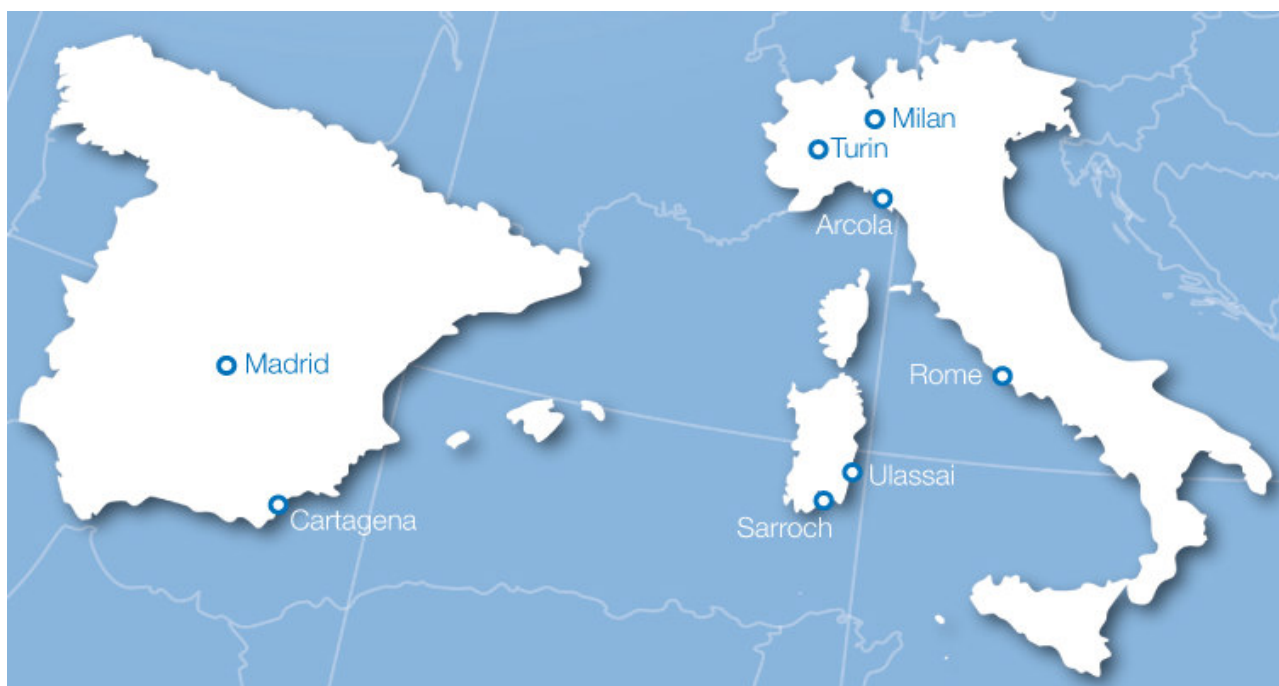 Milan
Turin
Arcola
Madrid
Rome
Ulassai
Cartagena
Sarroch